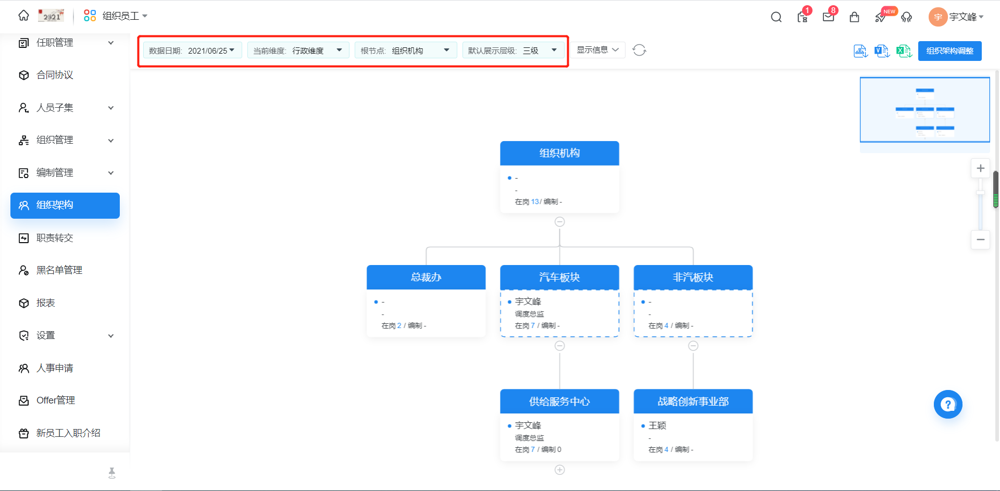 2021
组织员工
1
8
NEW
宇
宇文峰
任职管理
合同协议
人员子集
组织管理
编制管理
组织架构
职责转交
黑名单管理
报表
设置
人事申请
Offer管理
新员工入职介绍
数据日期: 2021/06/25
当前维度: 行政维度
根节点: 组织机构
默认展示层级: 三级
显示信息
组织架构调整
组织机构
-
-
在岗 13/ 编制 -
总裁办
-
-
在岗 2 / 编制 -
汽车板块
宇文峰
调度总监
在岗 7 / 编制 -
非汽板块
-
-
在岗 4 / 编制 -
供给服务中心
宇文峰
调度总监
在岗 7 / 编制 0
战略创新事业部
王颖
-
在岗 4 / 编制 -